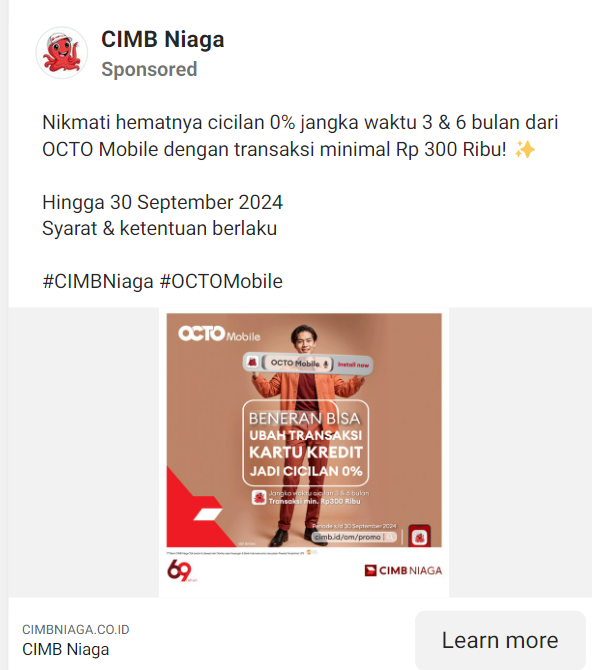 CIMB Niaga
Sponsored
Nikmati hematnya cicilan 0% jangka waktu 3 & 6 bulan dari
OCTO Mobile dengan transaksi minimal Rp 300 Ribu! ✨
Hingga 30 September 2024
Syarat & ketentuan berlaku
#CIMBNiaga #OCTOMobile
OCTO Mobile
OCTO Mobile Install now
BENERAN BISA
UBAH TRANSAKSI
KARTU KREDIT
JADI CICILAN 0%
Jangka waktu cicilan 3 & 6 bulan
Transaksi min. Rp300 Ribu
Periode s/d 30 September 2024
cimb.id/om/promo
69
CIMB NIAGA
CIMBNIAGA.CO.ID
CIMB Niaga
Learn more